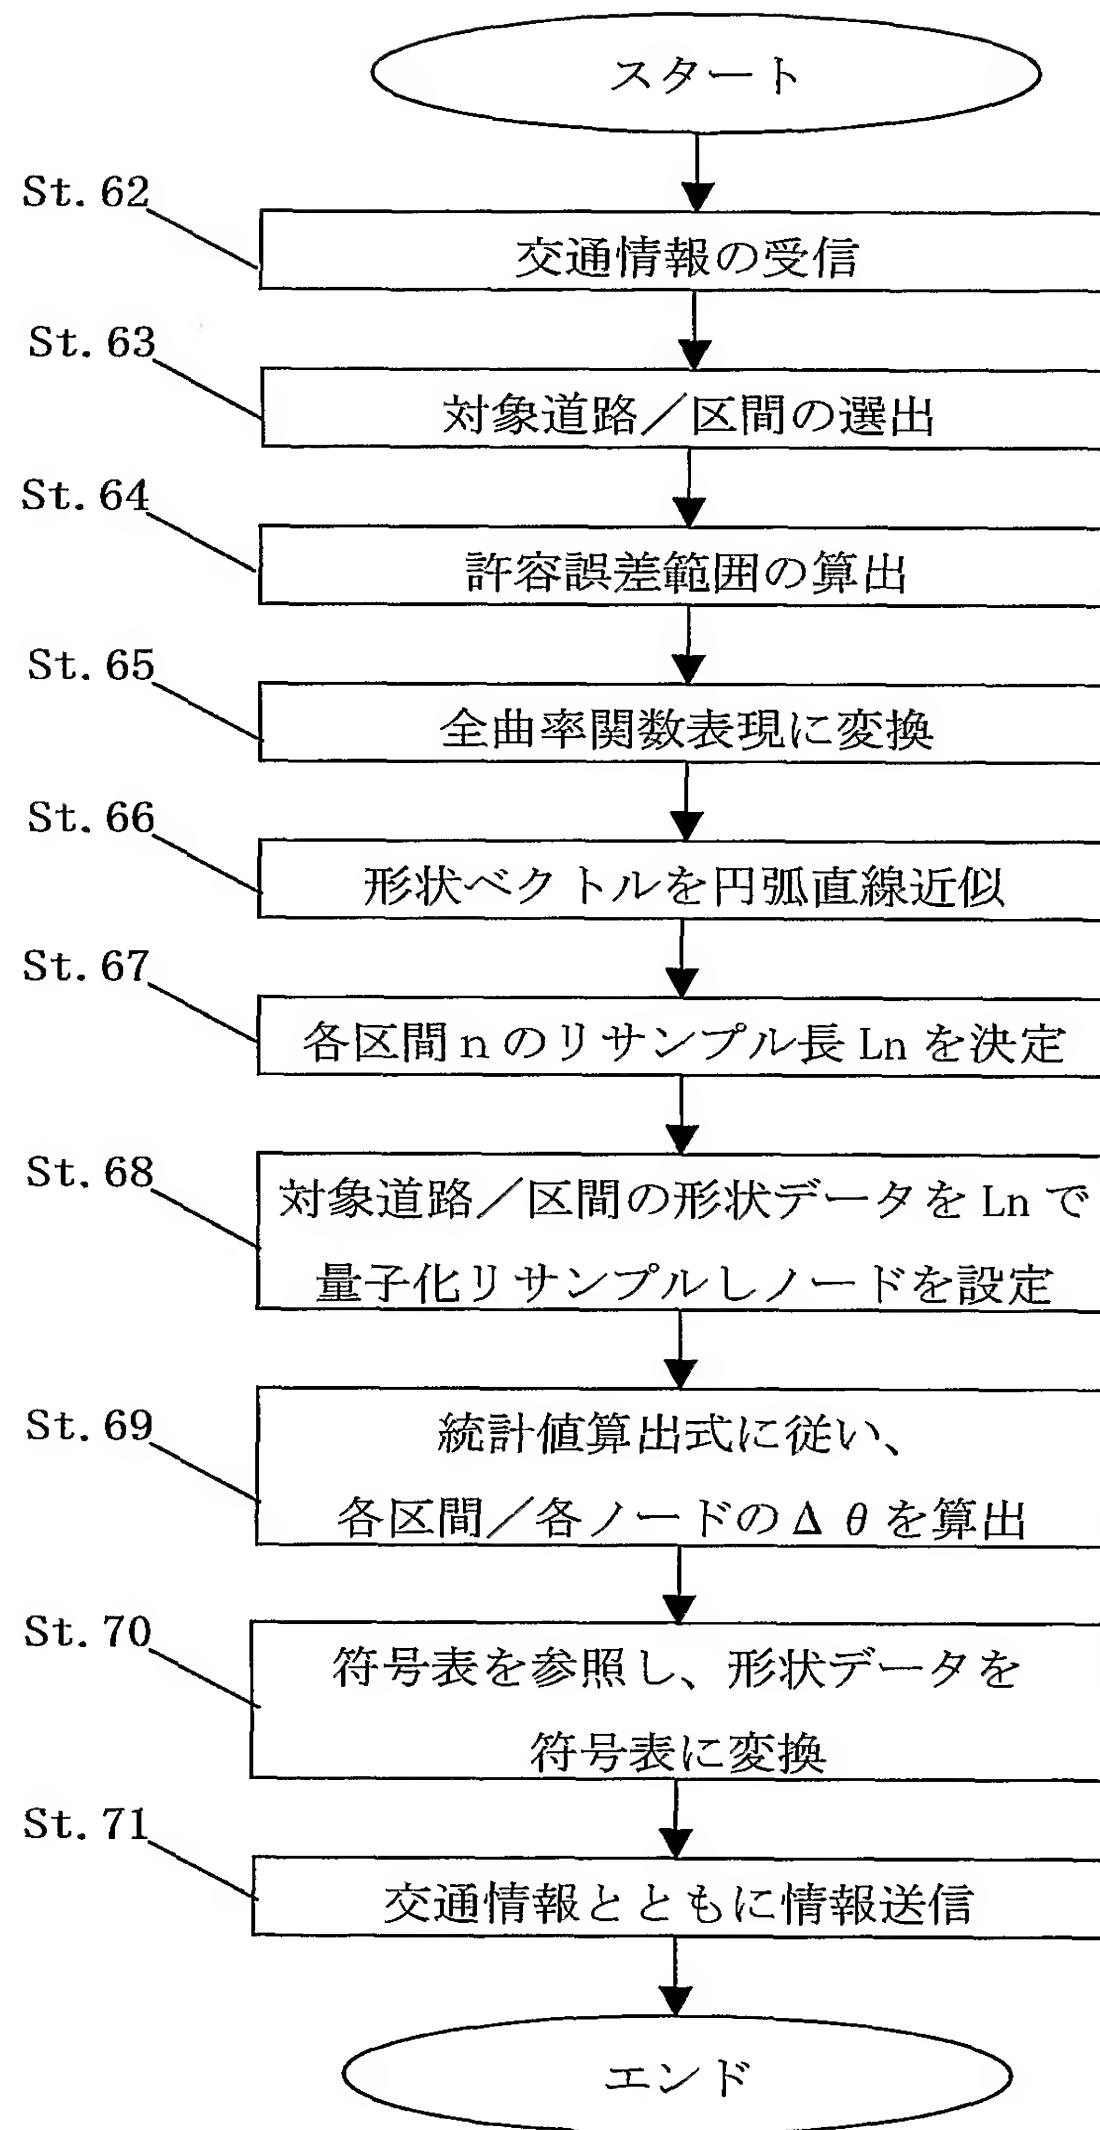 スタート
St. 62
交通情報の受信
St. 63
対象道路／区間の選出
St. 64
許容誤差範囲の算出
St. 65
全曲率関数表現に変換
St. 66
形状ベクトルを円弧直線近似
St. 67
各区間nのリサンプル長Lnを決定
St. 68
対象道路／区間の形状データをLnで
量子化リサンプルしノードを設定
St. 69
統計値算出式に従い、
各区間／各ノードのΔθを算出
St. 70
符号表を参照し、形状データを
符号表に変換
St. 71
交通情報とともに情報送信
エンド